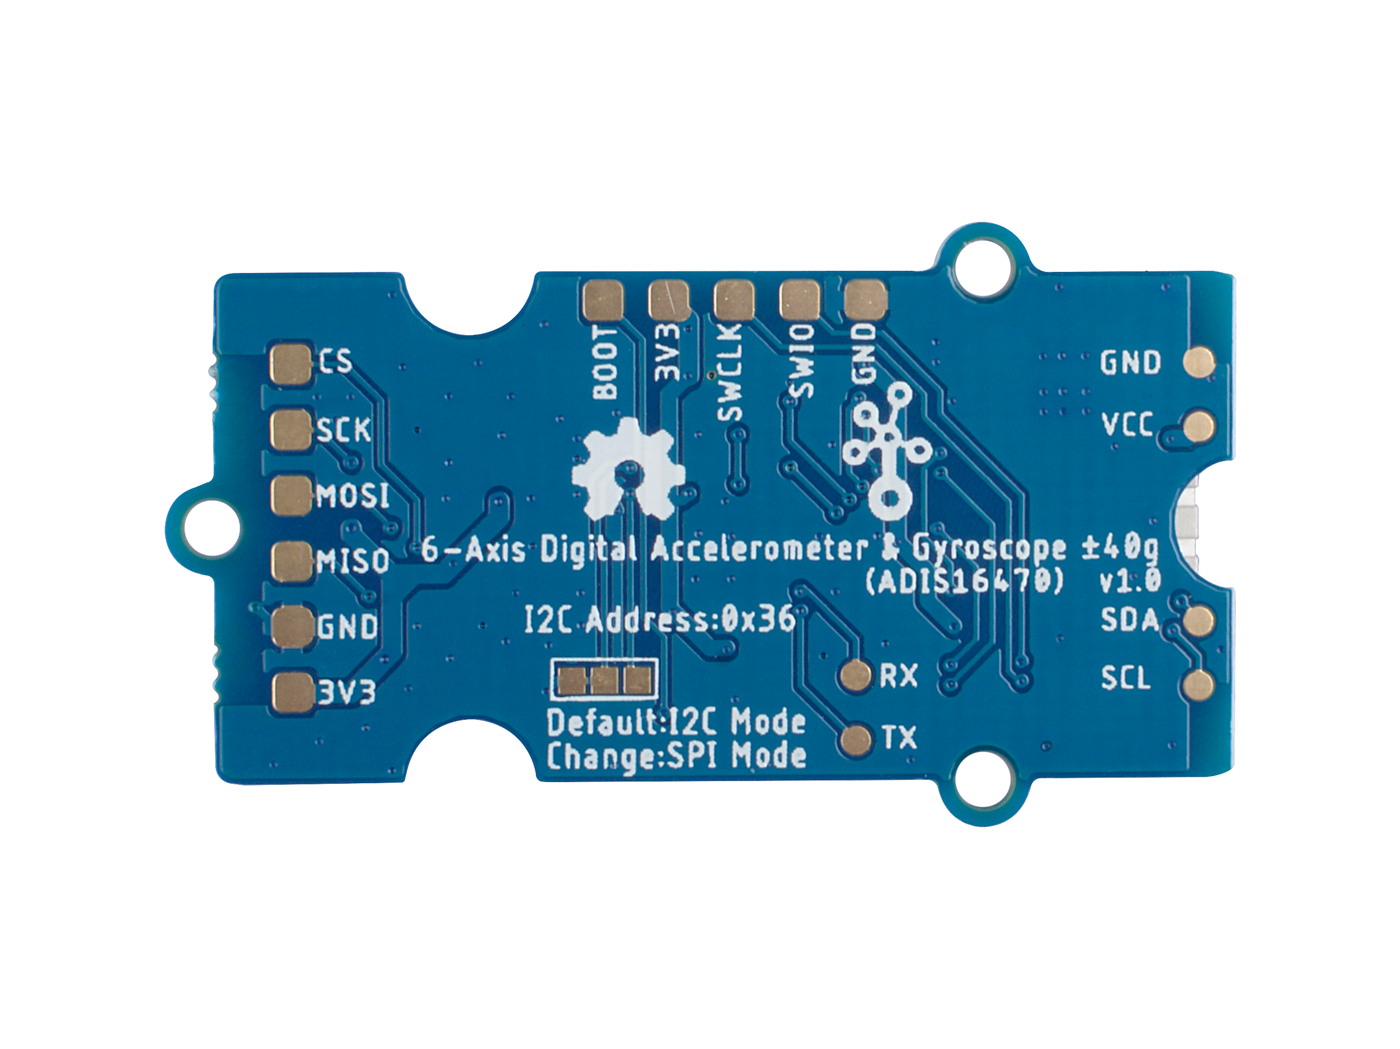 BOOT
3V3
SWCLK
SWIO
GND
CS
SCK
MOSI
MISO
GND
3V3
GND
VCC
6-Axis Digital Accelerometer & Gyroscope ±40g
(ADIS16470) v1.0
I2C Address:0x36
SDA
SCL
RX
TX
Default:I2C Mode
Change:SPI Mode